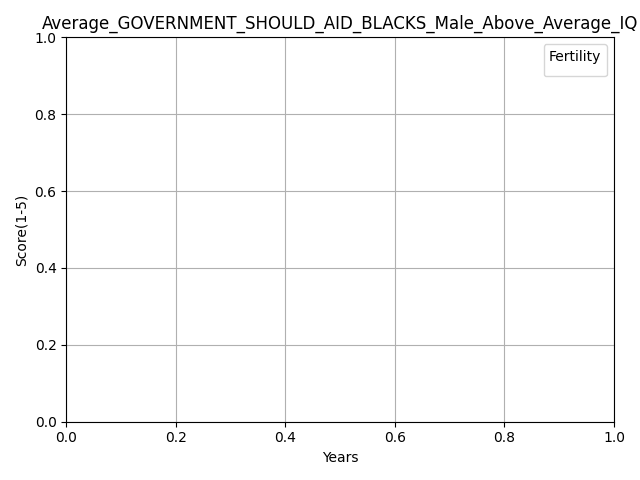 Average_GOVERNMENT_SHOULD_AID_BLACKS_Male_Above_Average_IQ
Fertility
1.0
0.8
0.6
0.4
0.2
0.0
Score(1-5)
0.0 0.2 0.4 0.6 0.8 1.0
Years